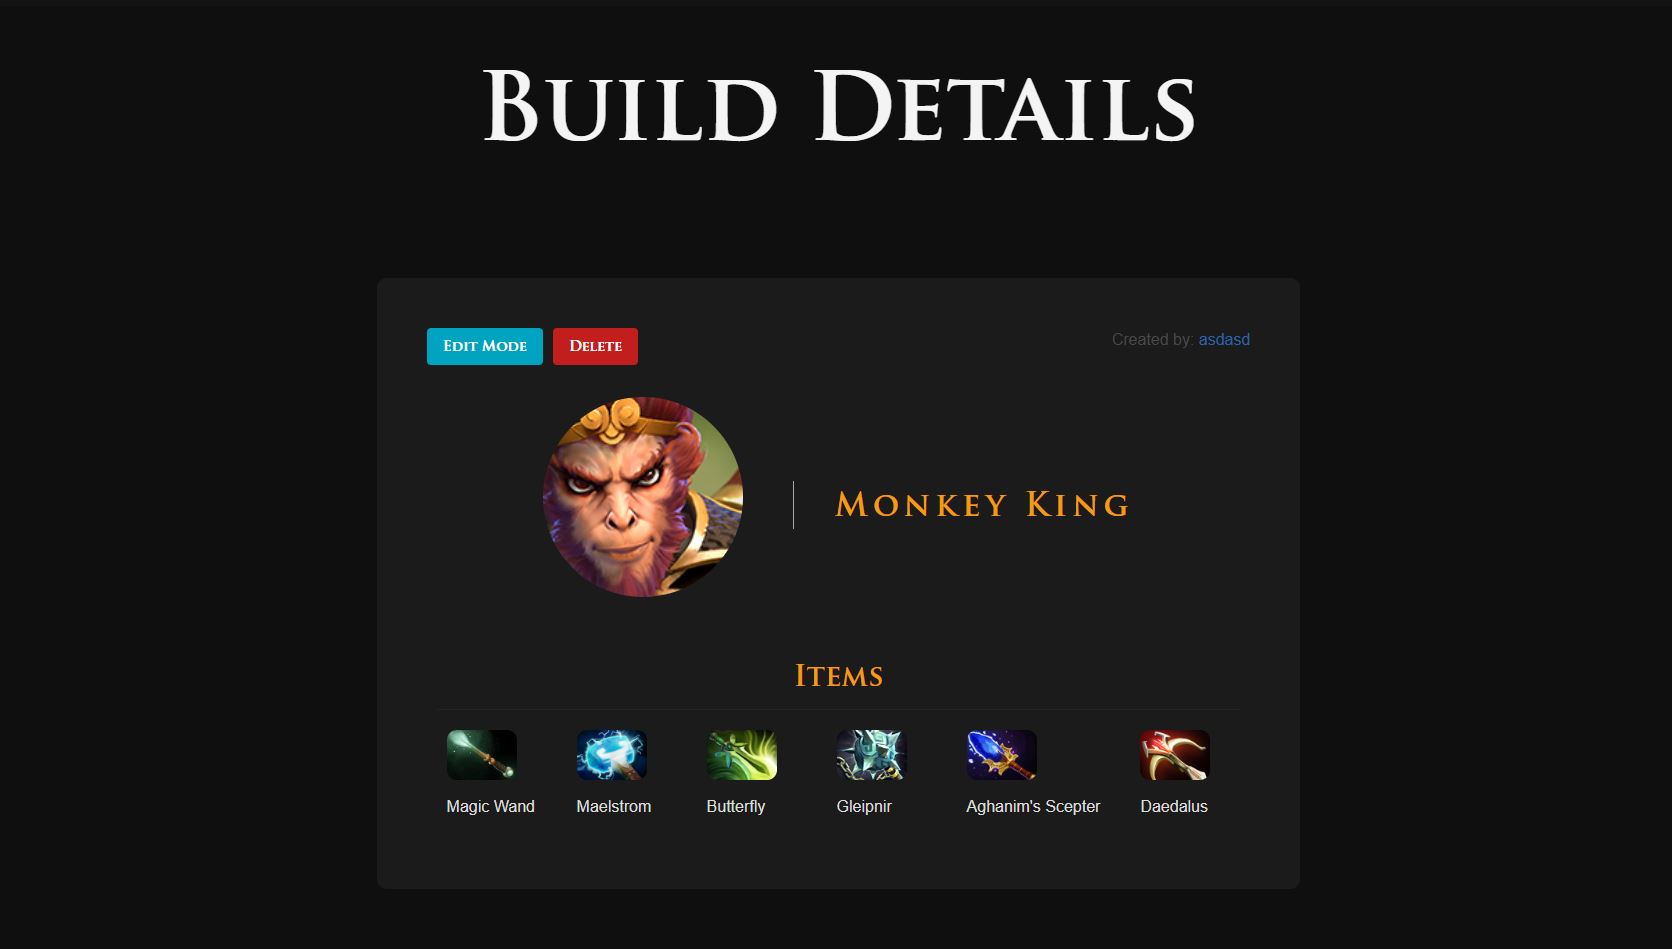 Build Details
Edit Mode
Delete
Created by: asdasd
Monkey King
Items
Magic Wand
Maelstrom
Butterfly
Gleipnir
Aghanim's Scepter
Daedalus